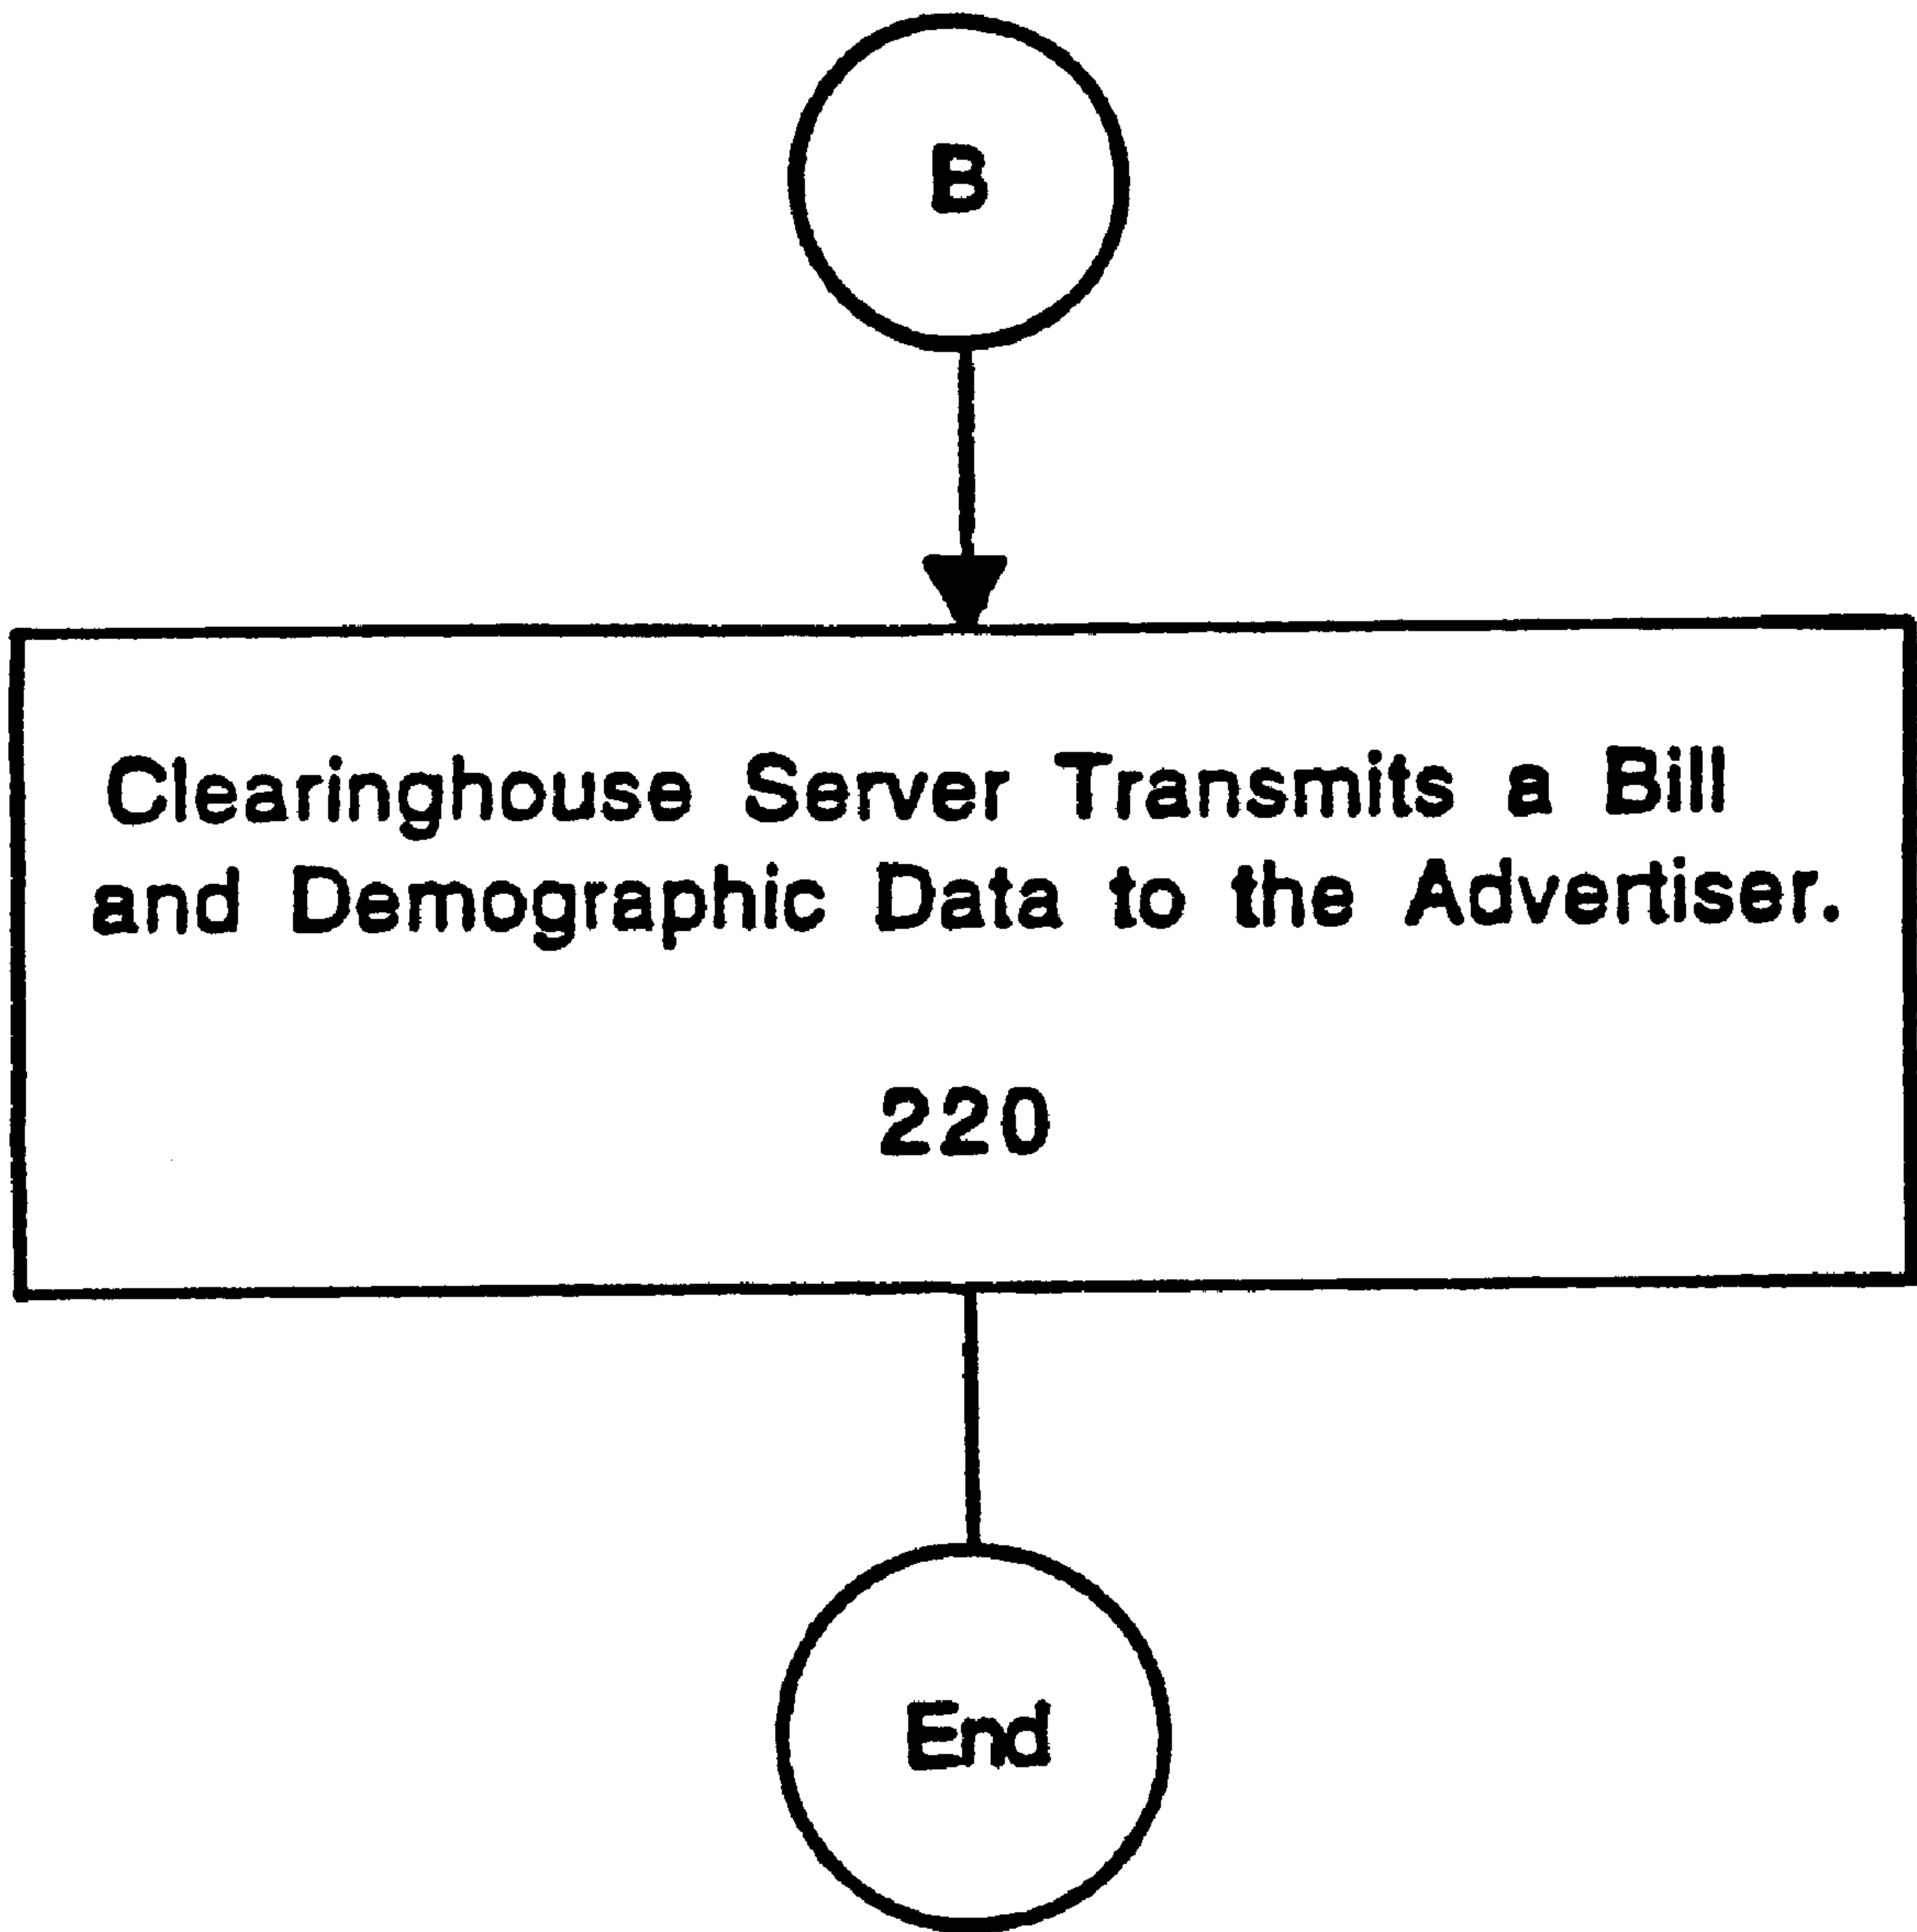 B
Clearinghouse Server Transmits a Bill
and Demographic Data to the Advertiser.
220
End